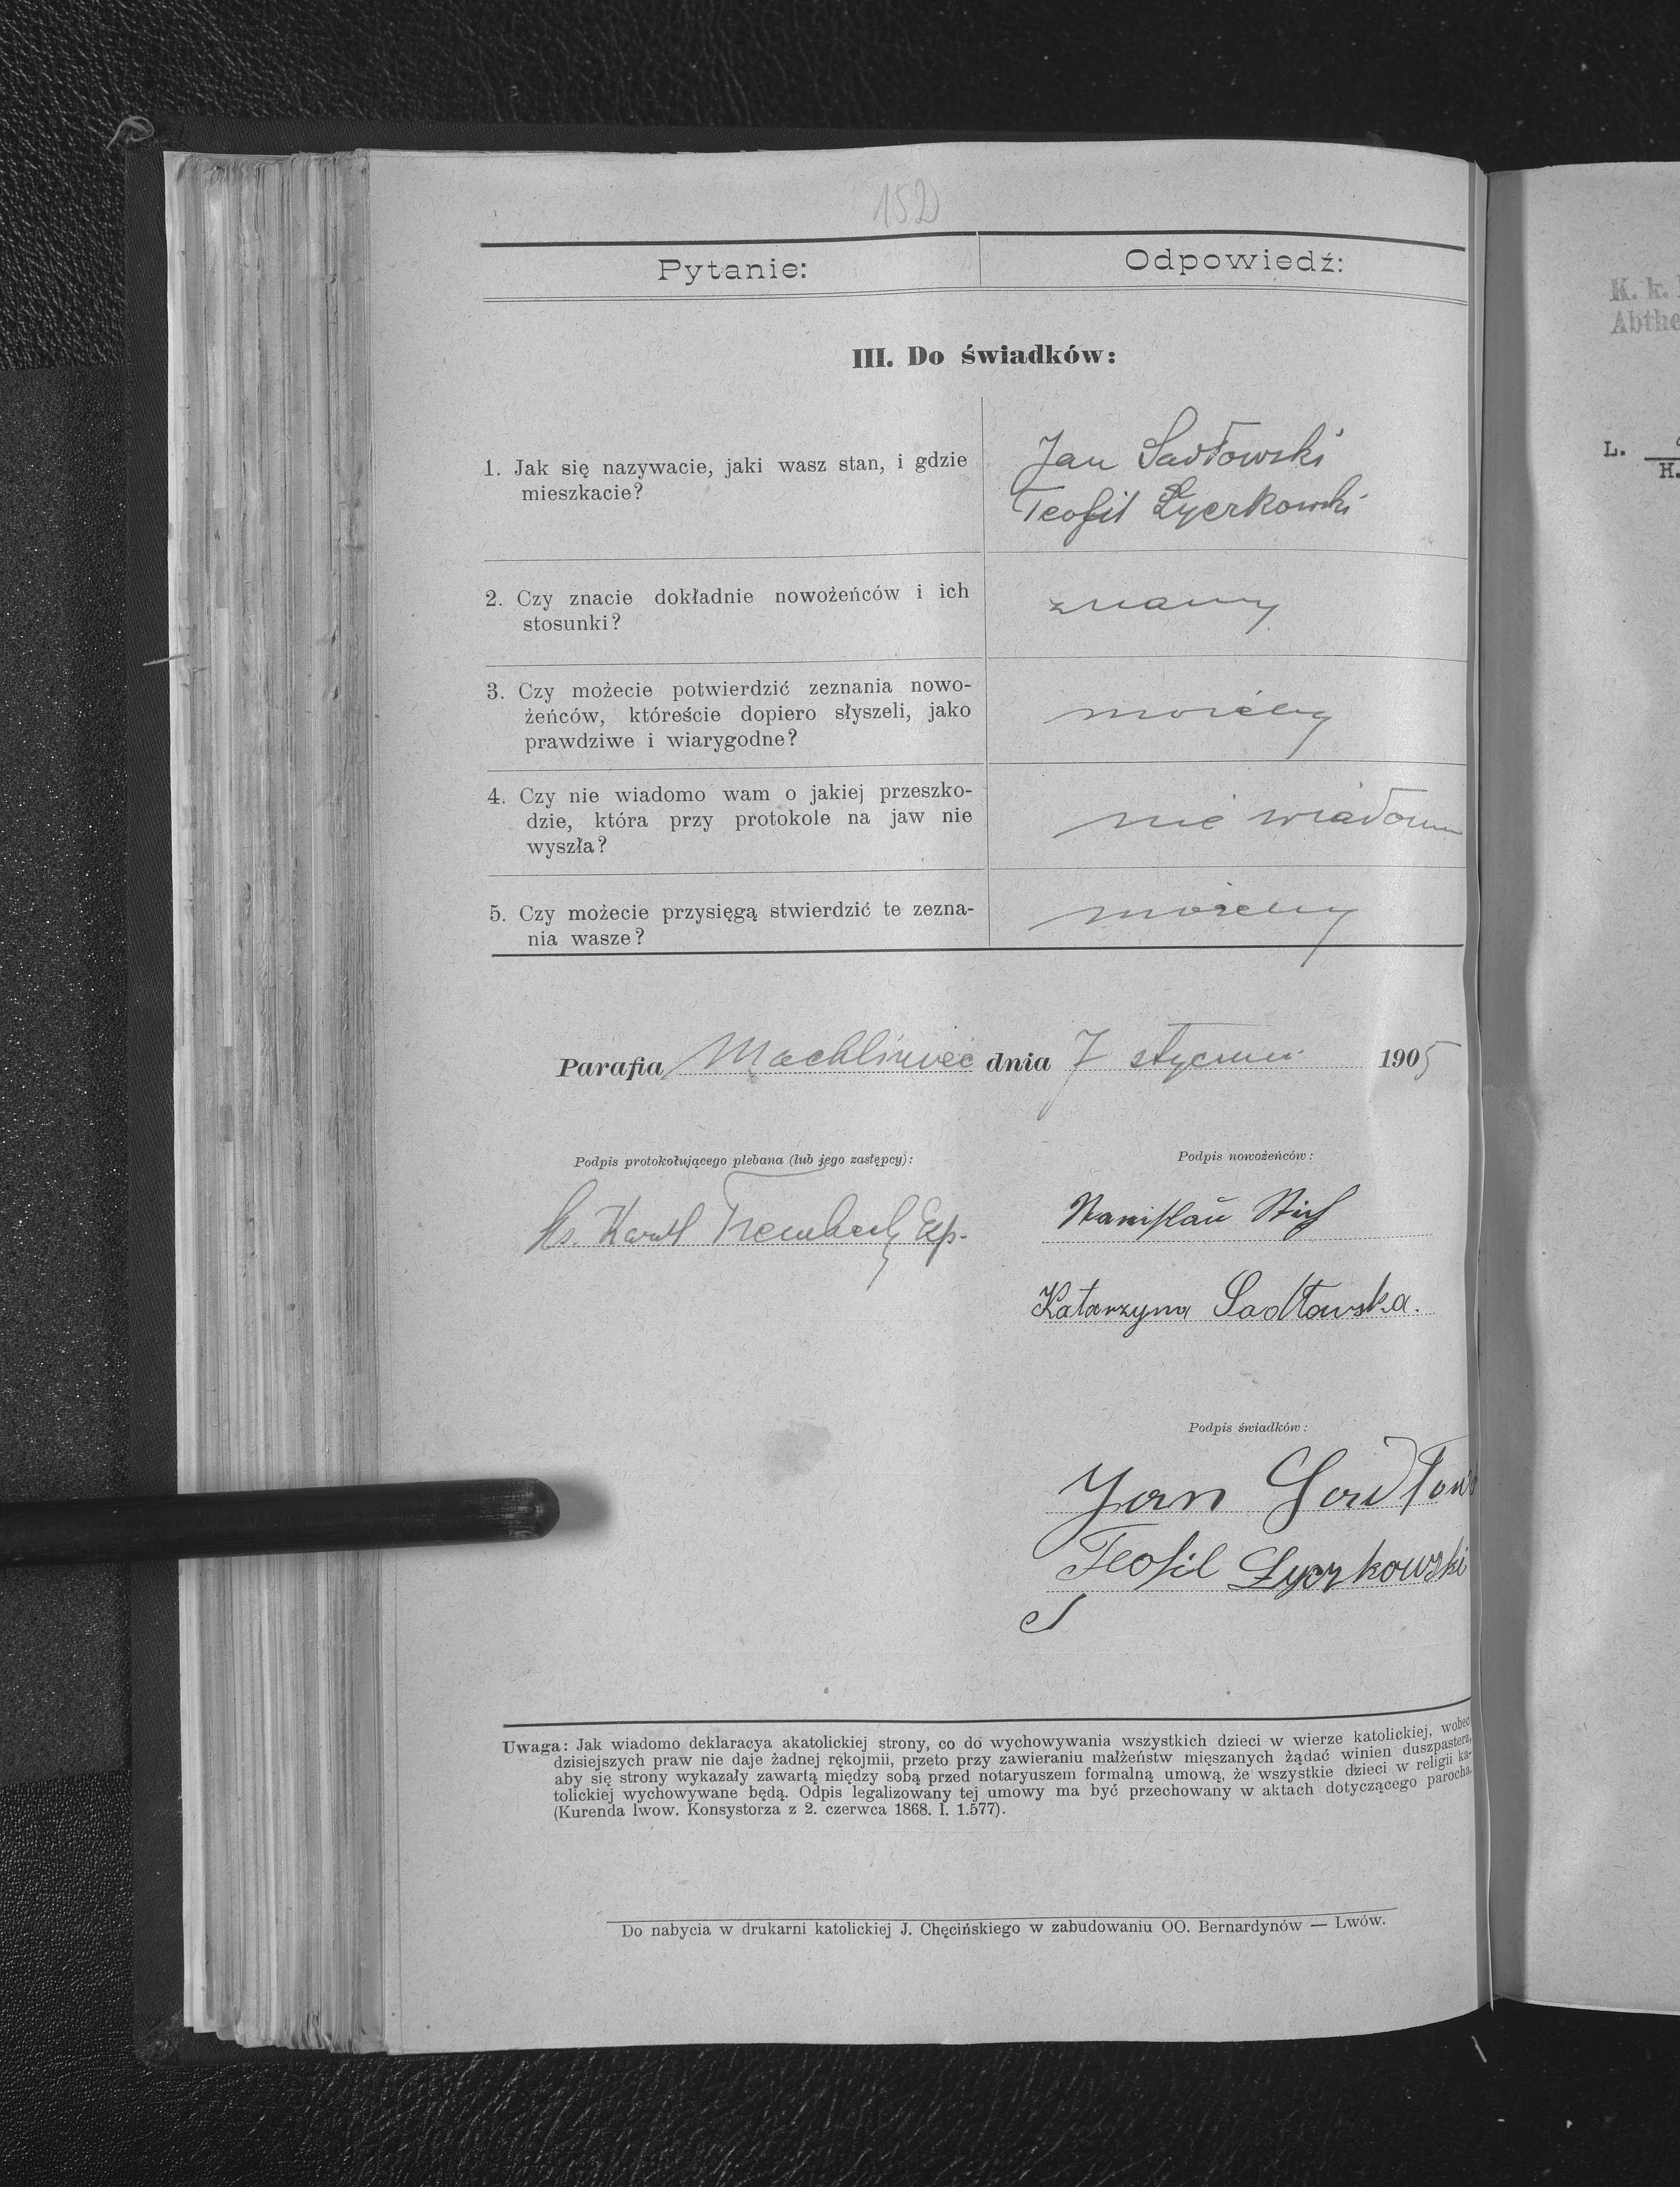 152
Pytanie:
Odpowiedź:
III. Do świadków:
1. Jak się nazywacie, jaki wasz stan, i gdzie
mieszkacie?
Jan Sadłowski
Teofil Łyczkowski
2. Czy znacie dokładnie nowożeńców i ich
stosunki?
znamy
3. Czy możecie potwierdzić zeznania nowo-
żeńców, któreście dopiero słyszeli, jako
prawdziwe i wiarygodne?
możemy
4. Czy nie wiadomo wam o jakiej przeszko-
dzie, która przy protokole na jaw nie
wyszła?
nie wiadomo
5. Czy możecie przysięgą stwierdzić te zezna-
nia wasze?
możemy
Parafia Machliniec dnia 7 stycznia 1905
Podpis protokołującego plebana (lub jego zastępcy):
Ks. Karol Exp.
Podpis nowożeńców:
Stanisław
Katarzyna Sadłowska.
Podpis świadków:
Jan Sadłows
Teofil Łyczkowski
Uwaga: Jak wiadomo deklaracya akatolickiej strony, co do wychowywania wszystkich dzieci w wierze katolickiej, wobec
dzisiejszych praw nie daje żadnej rękojmii, przeto przy zawieraniu małżeństw mięszanych żądać winien duszpasterz,
aby się strony wykazały zawartą między sobą przed notaryuszem formalną umową, że wszystkie dzieci w religii ka-
tolickiej wychowywane będą. Odpis legalizowany tej umowy ma być przechowany w aktach dotyczącego parocha.
(Kurenda lwow. Konsystorza z 2. czerwca 1868. I. 1.577).
Do nabycia w drukarni katolickiej J. Chęcińskiego w zabudowaniu OO. Bernardynów — Lwów.
K. k.
Abthe
L.
H.